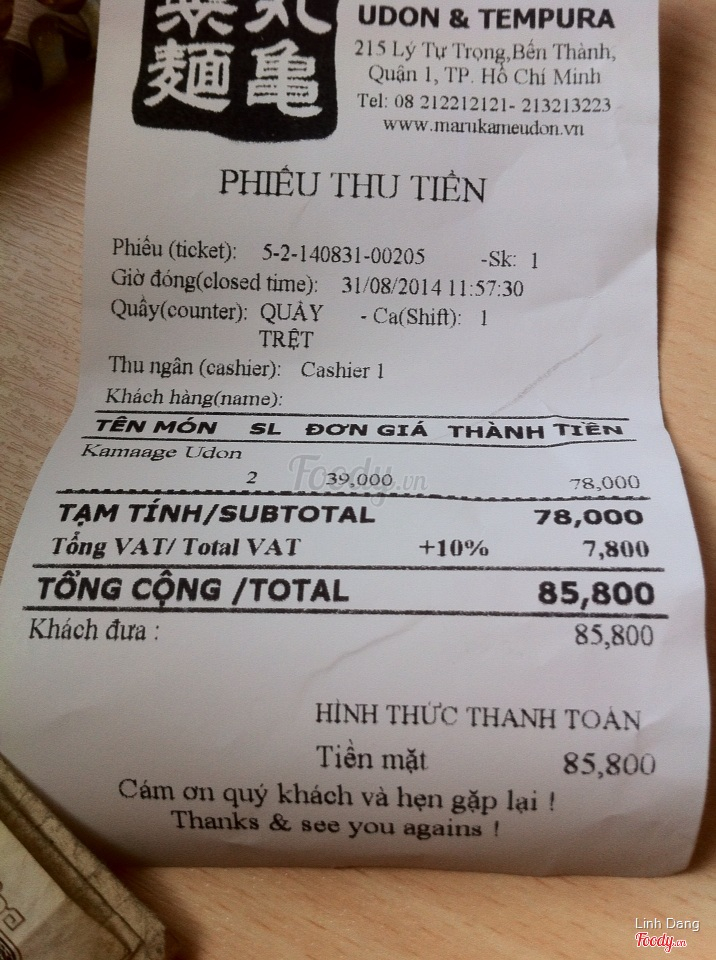 製 丸
麺 亀
UDON & TEMPURA
215 Lý Tự Trọng,Bến Thành,
Quận 1, TP. Hồ Chí Minh
Tel: 08 212212121- 213213223
www.marukameudon.vn
PHIẾU THU TIỀN
Phiếu (ticket): 5-2-140831-00205 -Sk: 1
Giờ đóng(closed time): 31/08/2014 11:57:30
Quầy(counter): QUẦY - Ca(Shift): 1
TRỆT
Thu ngân (cashier): Cashier 1
Khách hàng(name):
TÊN MÓN SL ĐƠN GIÁ THÀNH TIỀN
Kamaage Udon
2 39,000 78,000
Foody.vn
TẠM TÍNH/SUBTOTAL 78,000
Tổng VAT/ Total VAT +10% 7,800
TỔNG CỘNG /TOTAL 85,800
Khách đưa : 85,800
HÌNH THỨC THANH TOÁN
Tiền mặt 85,800
Cám ơn quý khách và hẹn gặp lại !
Thanks & see you agains !
Linh Dang
Foody.vn